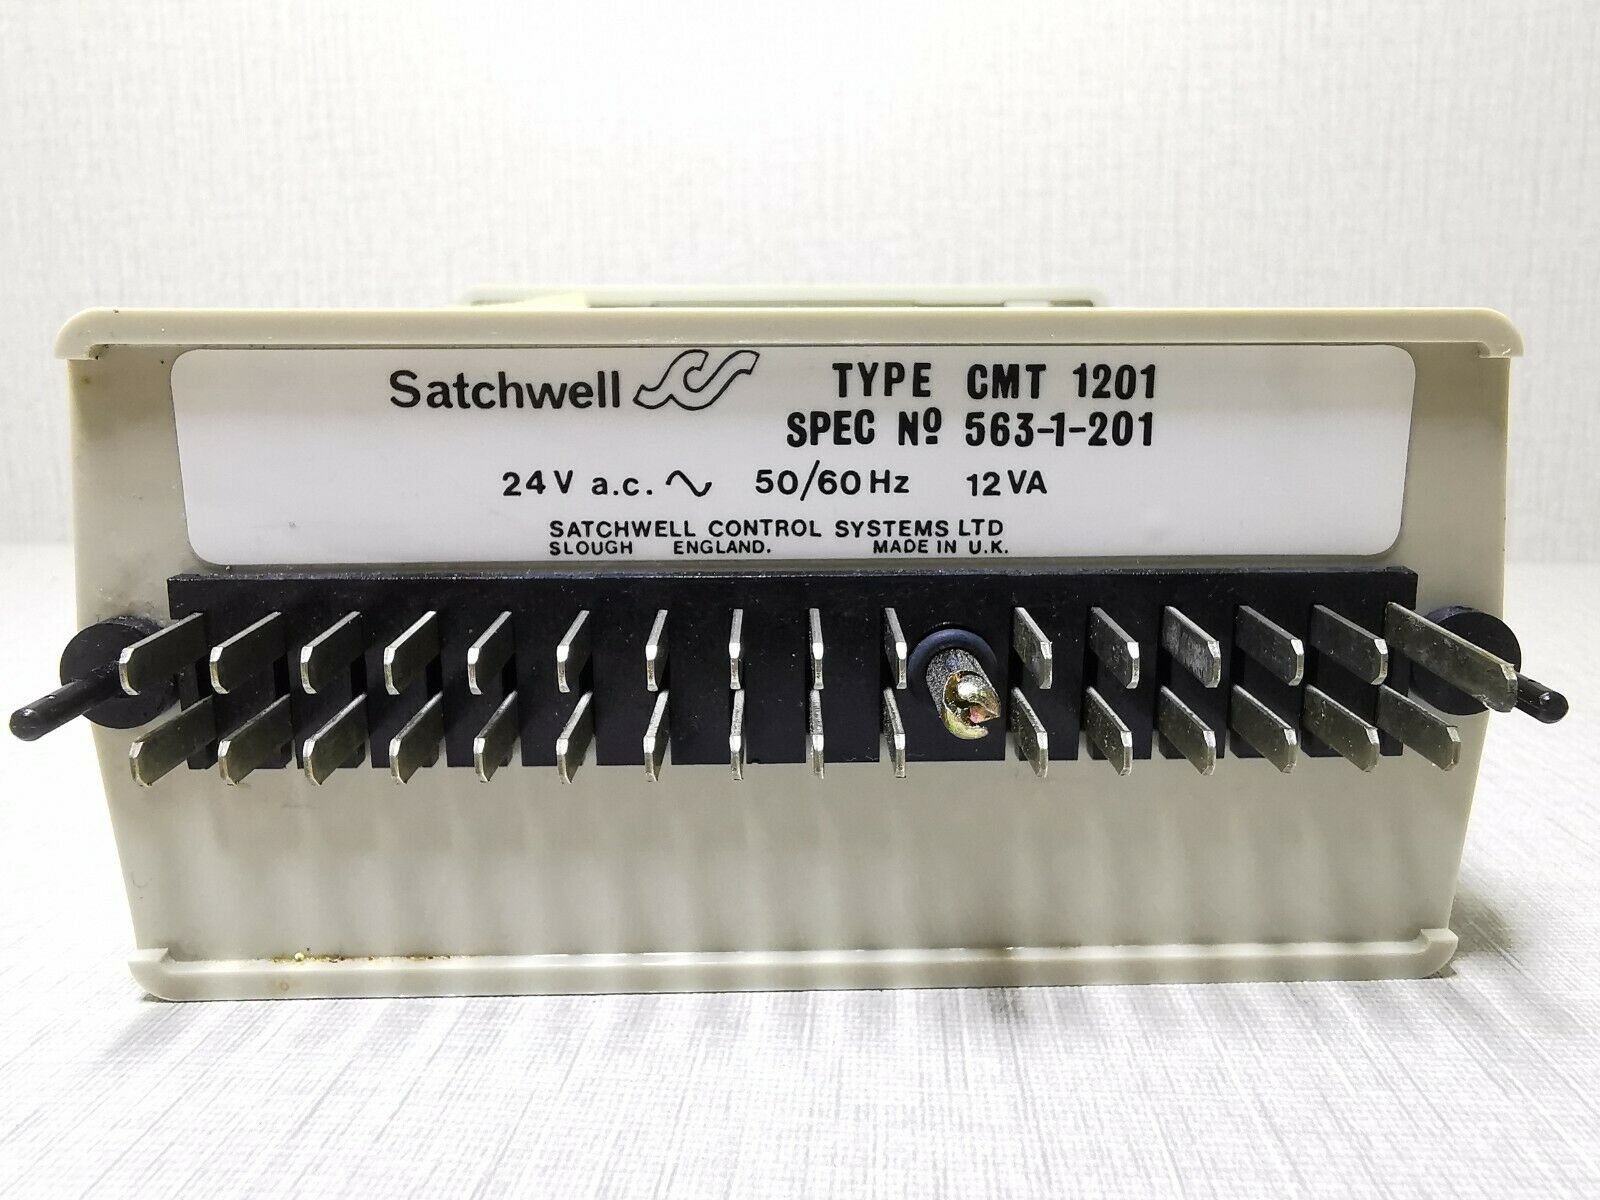 Satchwell TYPE CMT 1201
SPEC Nº 563-1-201
24V a.c. ∿ 50/60Hz 12VA
SATCHWELL CONTROL SYSTEMS LTD
SLOUGH ENGLAND. MADE IN U.K.